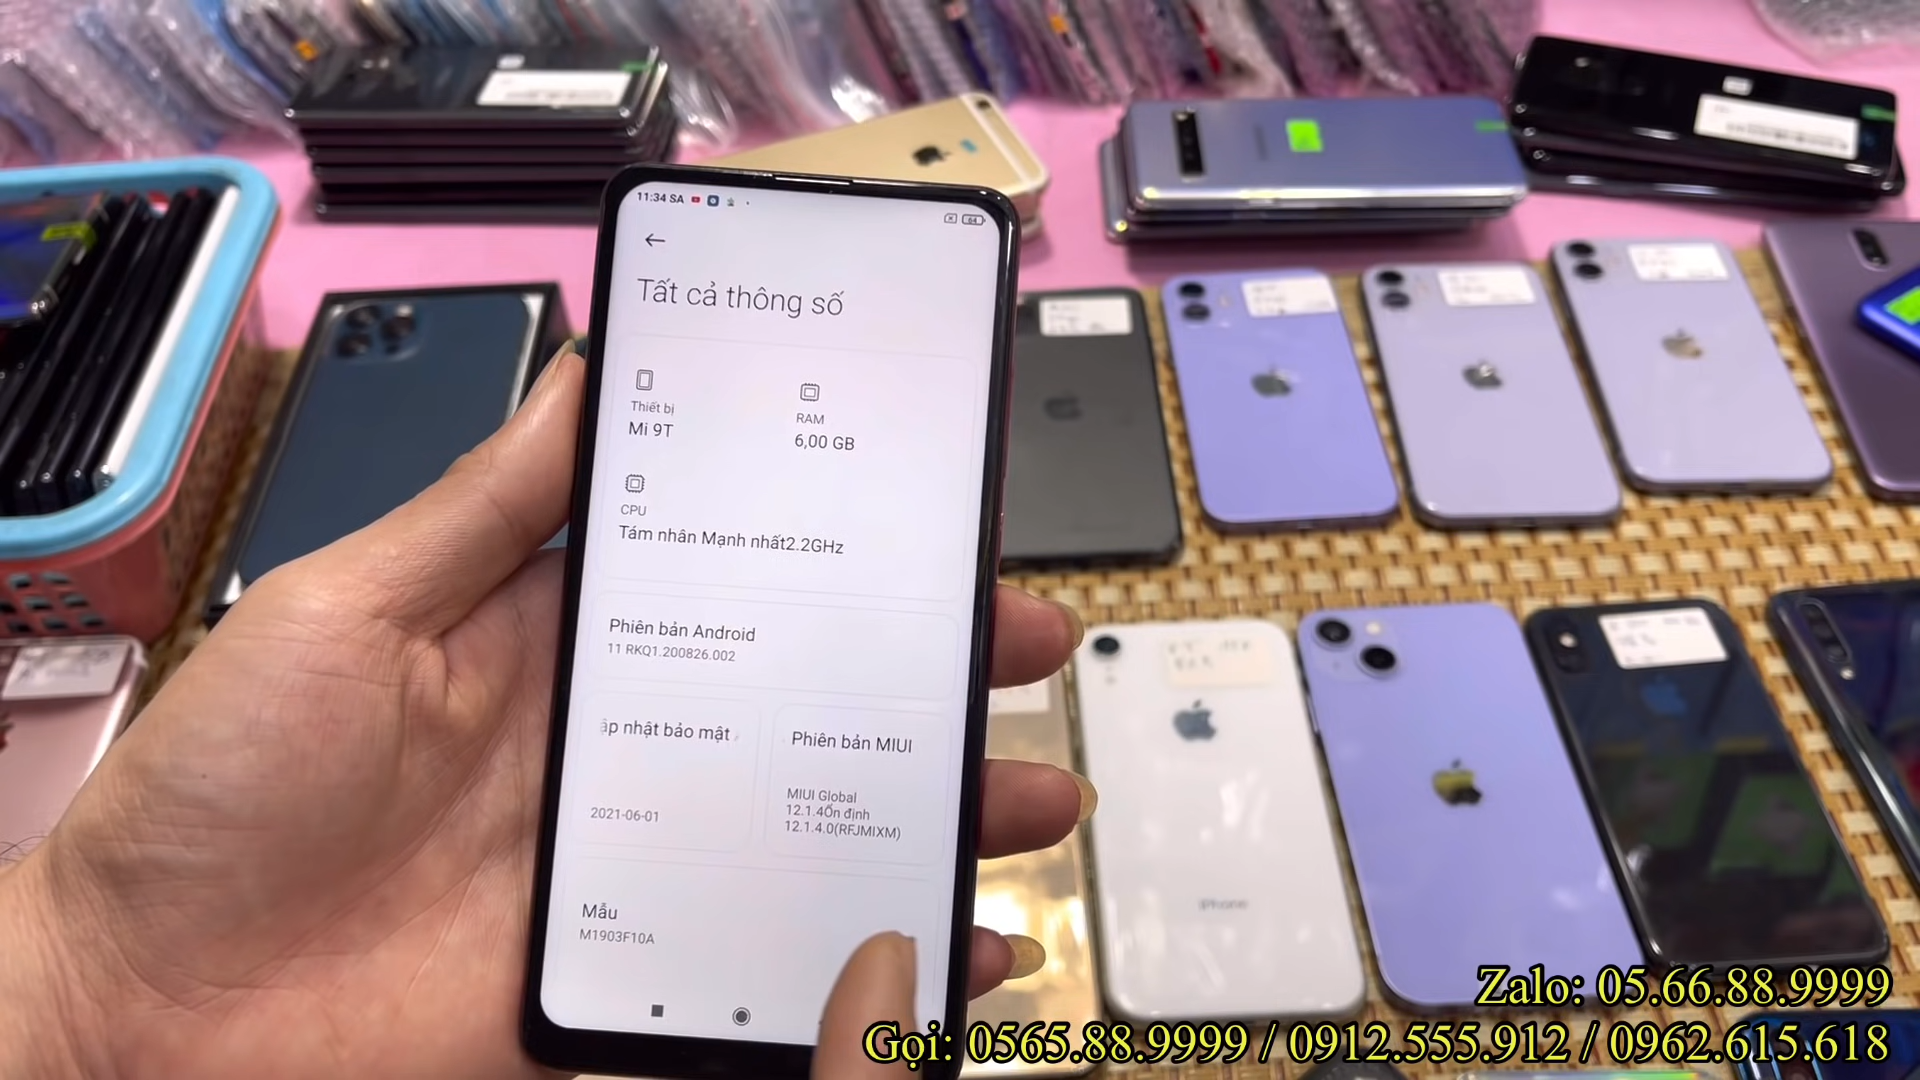 11:34 SA
64
Tất cả thông số
Thiết bị
Mi 9T
RAM
6,00 GB
CPU
Tám nhân Mạnh nhất2.2GHz
Phiên bản Android
11 RKQ1.200826.002
ập nhật bảo mật
2021-06-01
Phiên bản MIUI
MIUI Global
12.1.4Ổn định
12.1.4.0(RFJMIXM)
Mẫu
M1903F10A
iPhone
Zalo: 05.66.88.9999
Gọi: 0565.88.9999 / 0912.555.912 / 0962.615.618